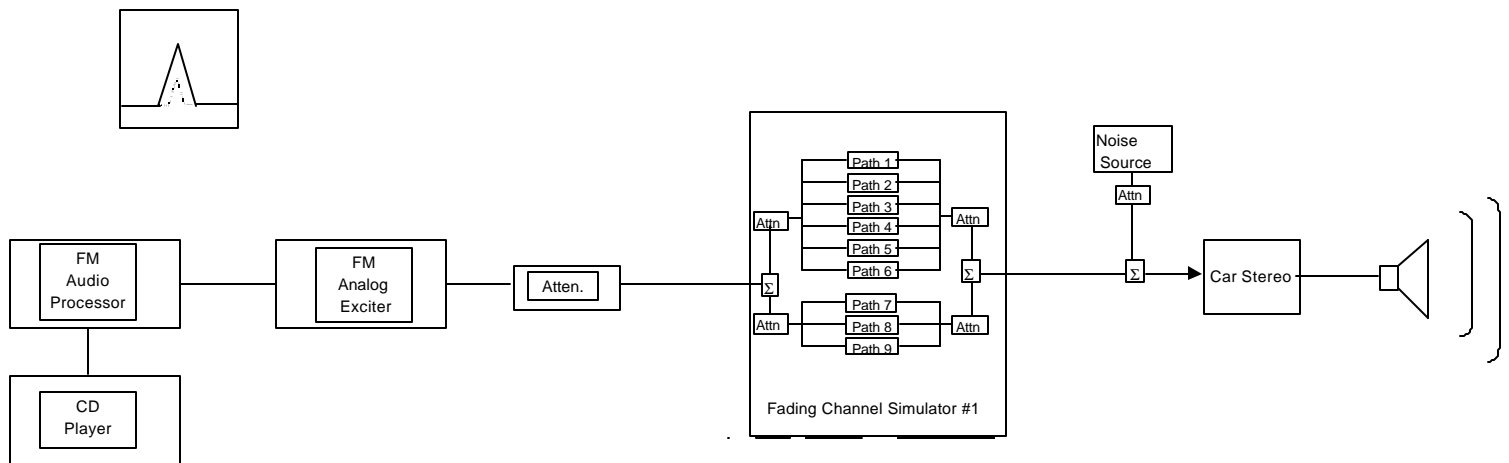 Noise
Source
Attn
Path 1
Path 2
Path 3
Path 4
Path 5
Path 6
Attn
Attn
FM
Audio
Processor
FM
Analog
Exciter
Atten.
Σ
Σ
Σ
Car Stereo
Path 7
Path 8
Path 9
Attn
Attn
CD
Player
Fading Channel Simulator #1